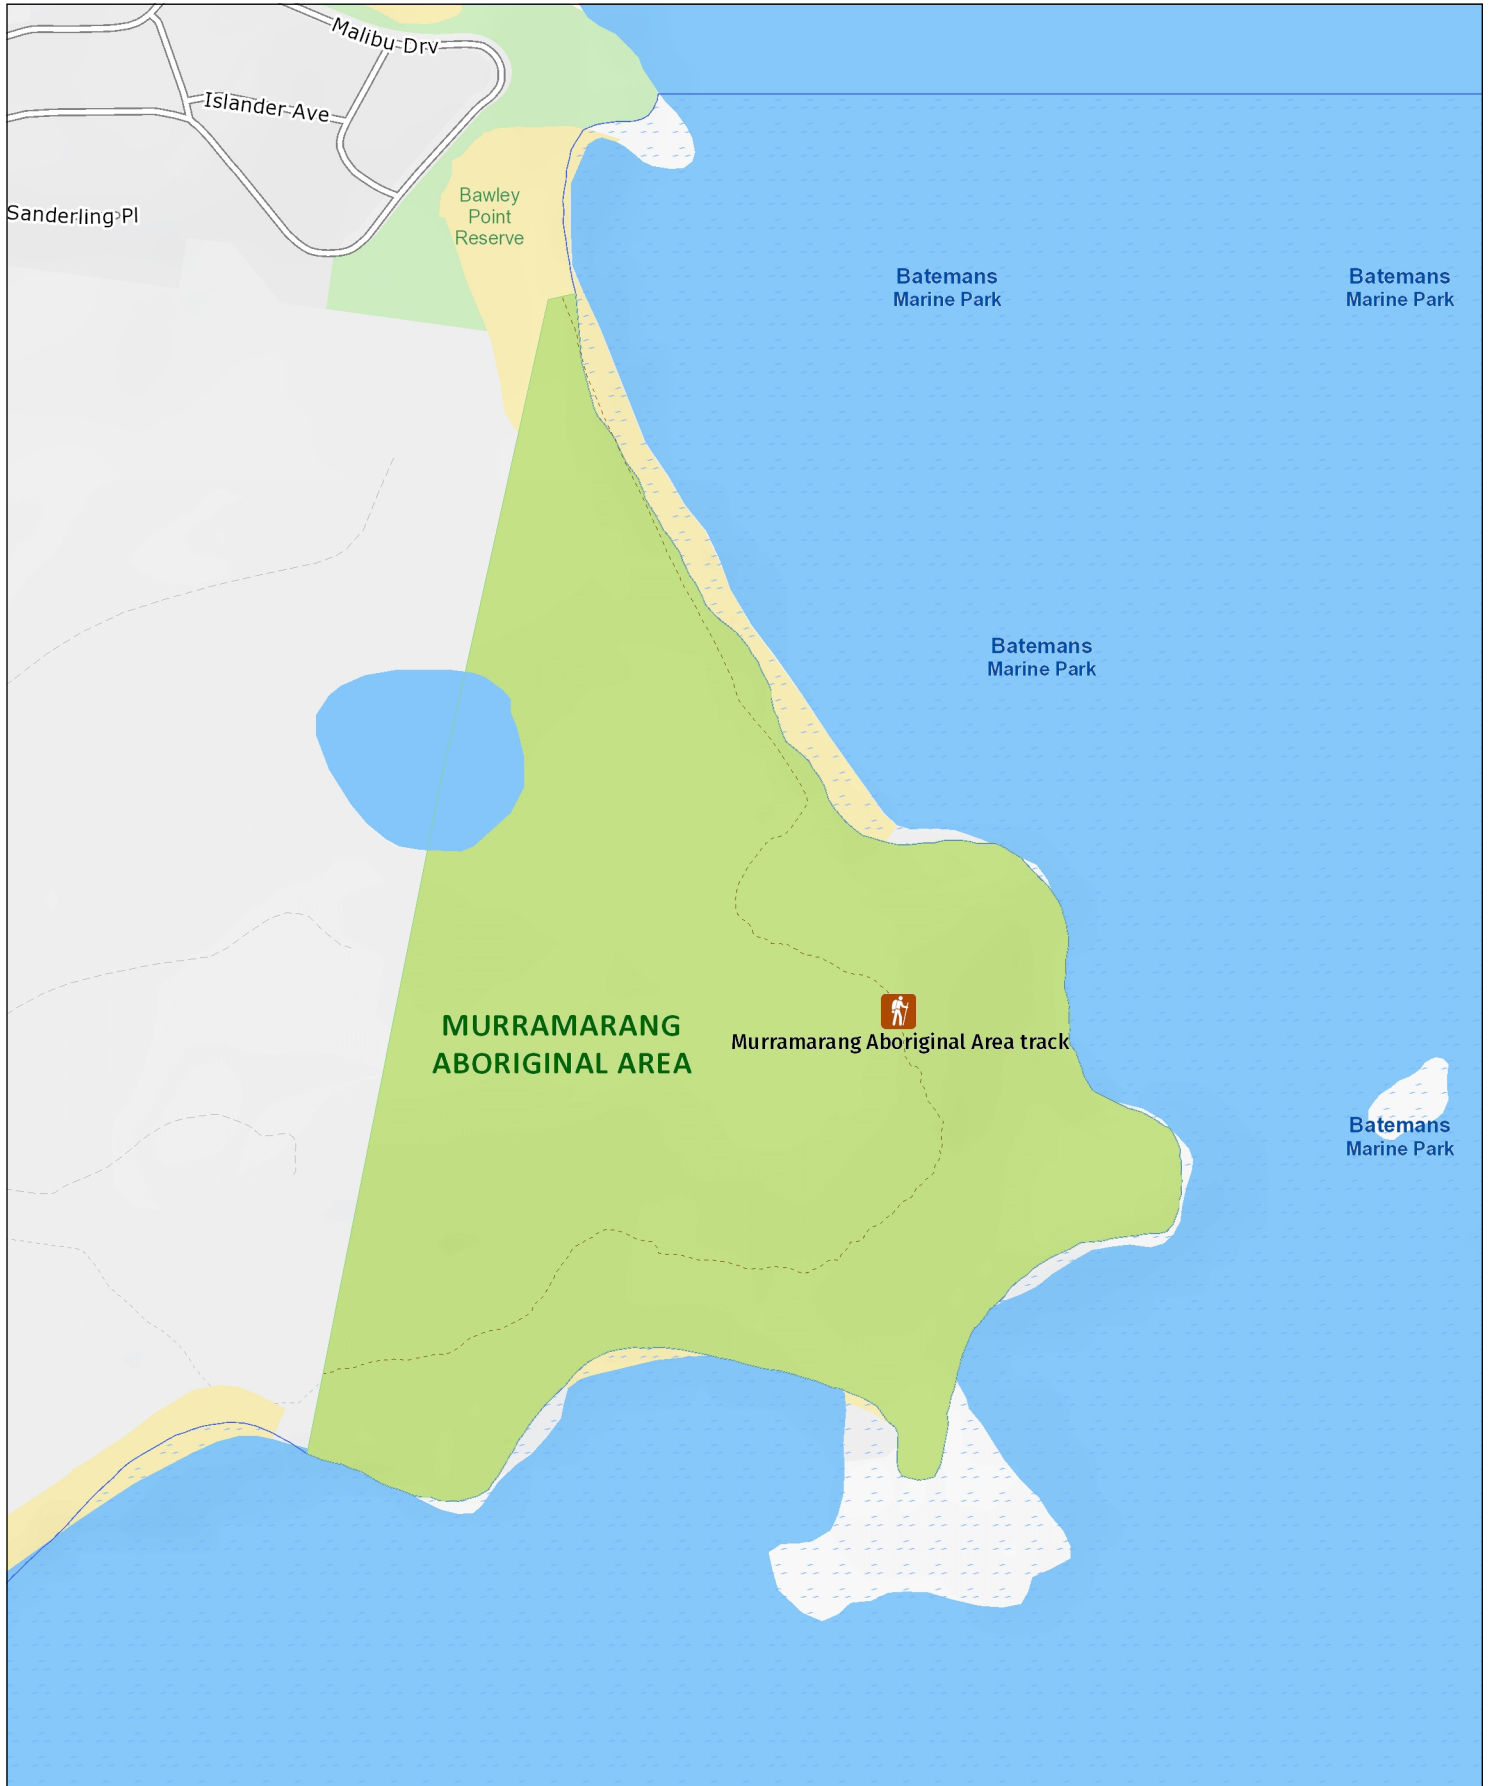 Malibu Drv
Islander Ave
Sanderling Pl
Bawley
Point
Reserve
Batemans
Marine Park
Batemans
Marine Park
Batemans
Marine Park
MURRAMARANG
ABORIGINAL AREA
Murramarang Aboriginal Area track
Batemans
Marine Park